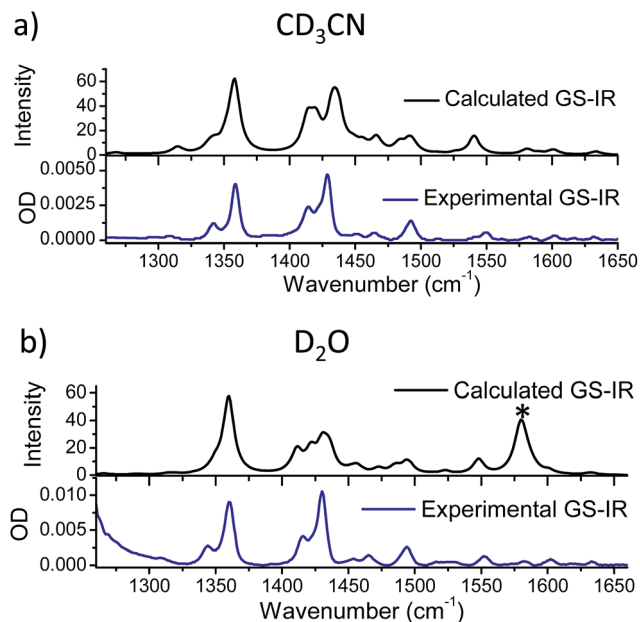 a)
CD₃CN
Intensity
60
40
20
0
Calculated GS-IR
OD
0.0050
0.0025
0.0000
Experimental GS-IR
1300 1350 1400 1450 1500 1550 1600 1650
Wavenumber (cm⁻¹)
b)
D₂O
Intensity
60
40
20
0
Calculated GS-IR
*
OD
0.010
0.005
0.000
Experimental GS-IR
1300 1350 1400 1450 1500 1550 1600 1650
Wavenumber (cm⁻¹)